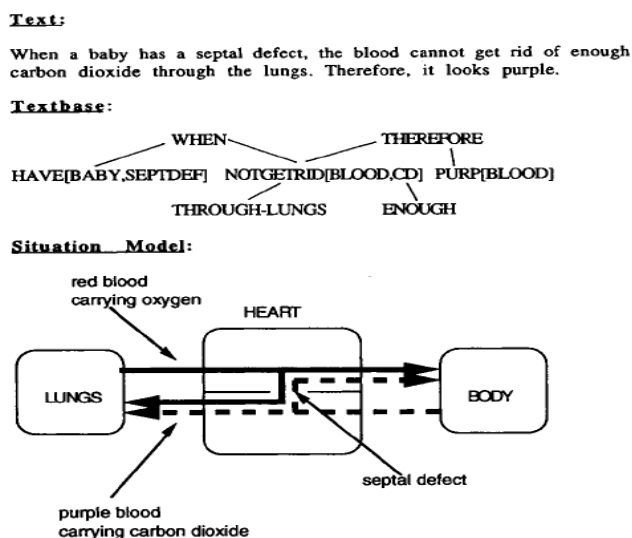 Text:
When a baby has a septal defect, the blood cannot get rid of enough
carbon dioxide through the lungs. Therefore, it looks purple.
Textbase:
WHEN THEREFORE
HAVE[BABY,SEPTDEF] NOTGETRID[BLOOD,CD] PURP[BLOOD]
THROUGH-LUNGS ENOUGH
Situation Model:
red blood
carrying oxygen
HEART
LUNGS
BODY
septal defect
purple blood
carrying carbon dioxide